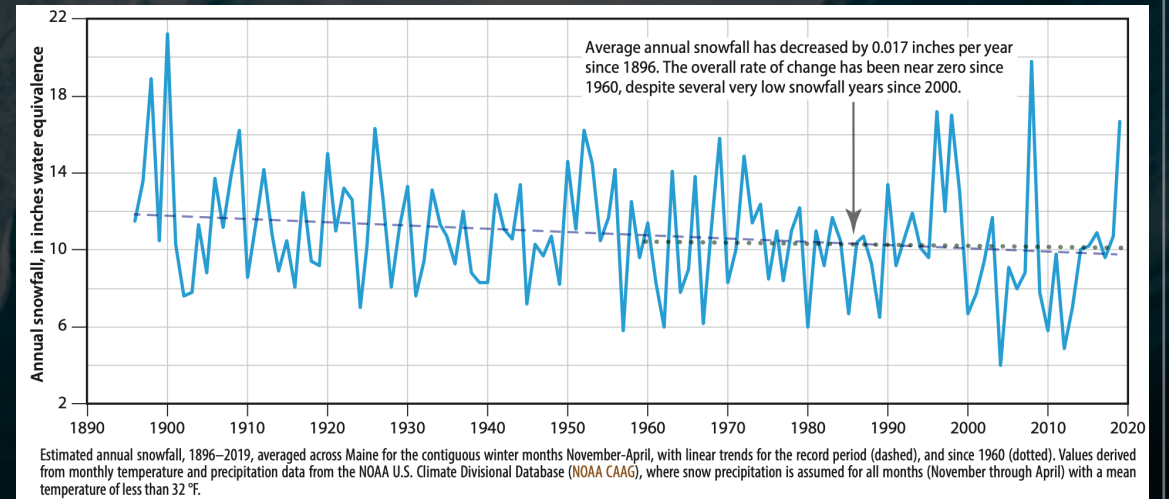 22
18
14
10
6
2
Annual snowfall, in inches water equivalence
Average annual snowfall has decreased by 0.017 inches per year
since 1896. The overall rate of change has been near zero since
1960, despite several very low snowfall years since 2000.
1890 1900 1910 1920 1930 1940 1950 1960 1970 1980 1990 2000 2010 2020
Estimated annual snowfall, 1896–2019, averaged across Maine for the contiguous winter months November-April, with linear trends for the record period (dashed), and since 1960 (dotted). Values derived
from monthly temperature and precipitation data from the NOAA U.S. Climate Divisional Database (NOAA CAAG), where snow precipitation is assumed for all months (November through April) with a mean
temperature of less than 32 °F.